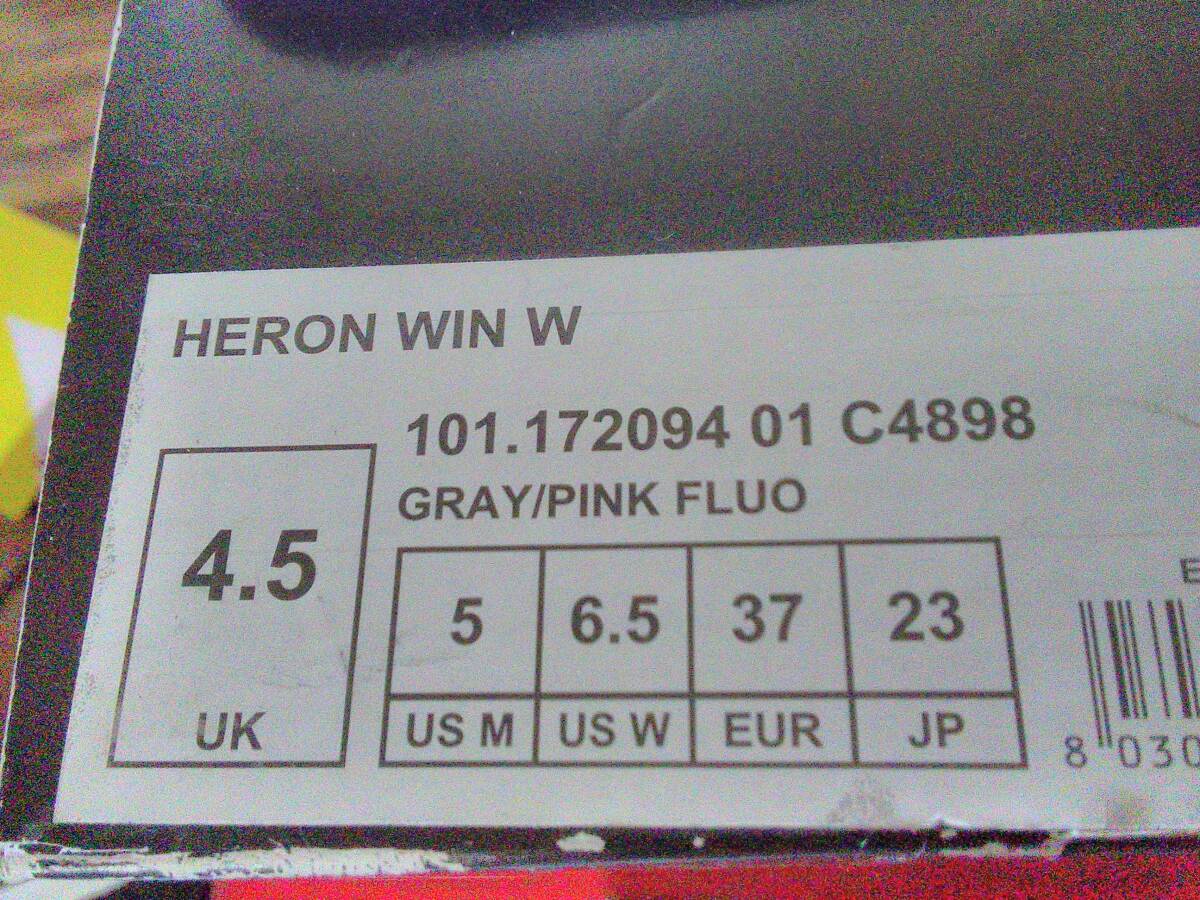 HERON WIN W
101.172094 01 C4898
GRAY/PINK FLUO
4.5
UK
5 6.5 37 23
US M US W EUR JP
E
8 030